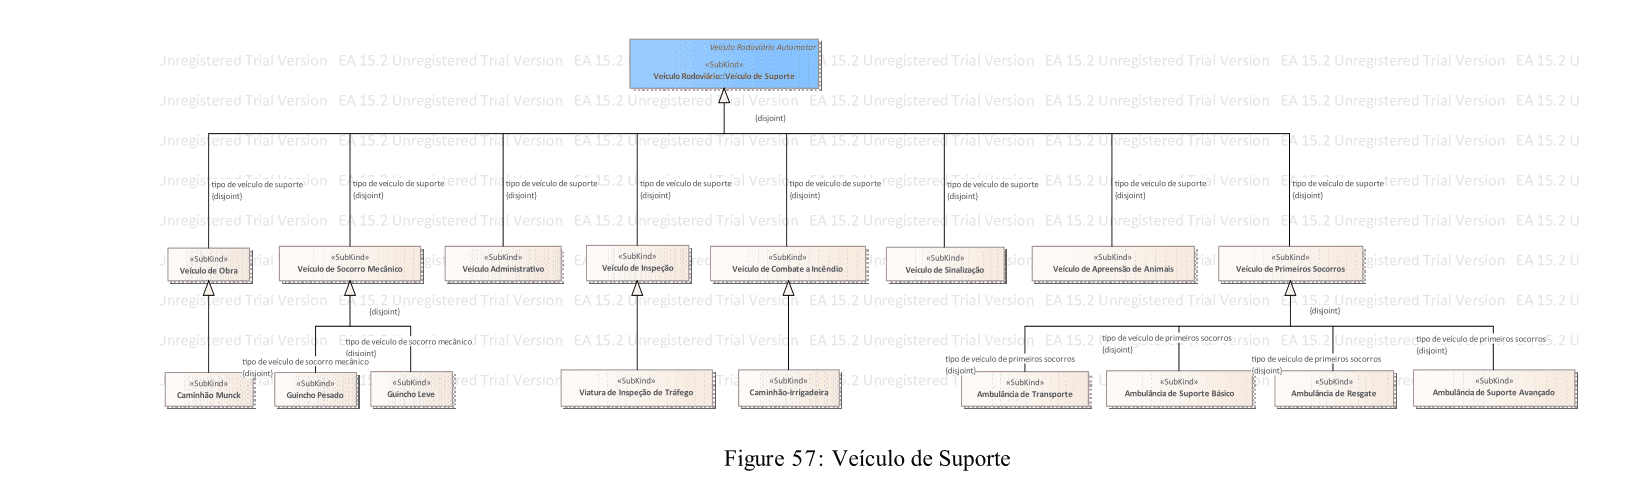 Veículo Rodoviário Automotor
«SubKind»
Veículo Rodoviário::Veículo de Suporte
{disjoint}
tipo de veículo de suporte
{disjoint}
tipo de veículo de suporte
{disjoint}
tipo de veículo de suporte
{disjoint}
tipo de veículo de suporte
{disjoint}
tipo de veículo de suporte
{disjoint}
tipo de veículo de suporte
{disjoint}
tipo de veículo de suporte
{disjoint}
tipo de veículo de suporte
{disjoint}
«SubKind»
Veículo de Obra
«SubKind»
Veículo de Socorro Mecânico
«SubKind»
Veículo Administrativo
«SubKind»
Veículo de Inspeção
«SubKind»
Veículo de Combate a Incêndio
«SubKind»
Veículo de Sinalização
«SubKind»
Veículo de Apreensão de Animais
«SubKind»
Veículo de Primeiros Socorros
{disjoint}
{disjoint}
tipo de veículo de socorro mecânico
{disjoint}
tipo de veículo de socorro mecânico
{disjoint}
tipo de veículo de primeiros socorros
{disjoint}
tipo de veículo de primeiros socorros
{disjoint}
tipo de veículo de primeiros socorros
{disjoint}
tipo de veículo de primeiros socorros
{disjoint}
«SubKind»
Caminhão Munck
«SubKind»
Guincho Pesado
«SubKind»
Guincho Leve
«SubKind»
Viatura de Inspeção de Tráfego
«SubKind»
Caminhão-Irrigadeira
«SubKind»
Ambulância de Transporte
«SubKind»
Ambulância de Suporte Básico
«SubKind»
Ambulância de Resgate
«SubKind»
Ambulância de Suporte Avançado
EA 15.2 Unregistered Trial Version
Figure 57: Veículo de Suporte